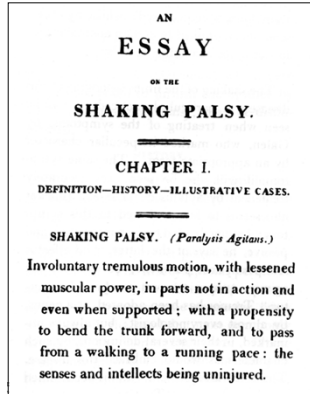 AN
ESSAY
ON THE
SHAKING PALSY.
CHAPTER I.
DEFINITION—HISTORY—ILLUSTRATIVE CASES.
SHAKING PALSY. (Paralysis Agitans.)
Involuntary tremulous motion, with lessened
muscular power, in parts not in action and
even when supported; with a propensity
to bend the trunk forward, and to pass
from a walking to a running pace: the
senses and intellects being uninjured.